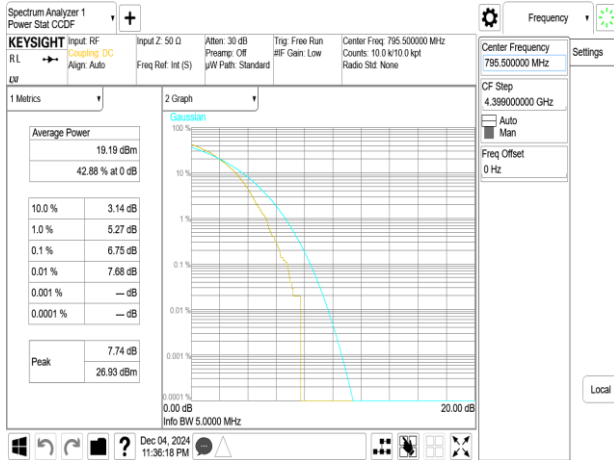 Spectrum Analyzer 1
Power Stat CCDF
+
Frequency
KEYSIGHT
RL
LXI
Input: RF
Coupling: DC
Align: Auto
Input Z: 50 Ω
Freq Ref: Int (S)
Atten: 30 dB
Preamp: Off
µW Path: Standard
Trig: Free Run
#IF Gain: Low
Center Freq: 795.500000 MHz
Counts: 10.0 k/10.0 kpt
Radio Std: None
Center Frequency
795.500000 MHz
Settings
CF Step
4.399000000 GHz
Auto
Man
Freq Offset
0 Hz
Local
1 Metrics
Average Power
19.19 dBm
42.88 % at 0 dB
10.0 % 3.14 dB
1.0 % 5.27 dB
0.1 % 6.75 dB
0.01 % 7.68 dB
0.001 % --- dB
0.0001 % --- dB
Peak
7.74 dB
26.93 dBm
2 Graph
Gaussian
100 %
10 %
1 %
0.1 %
0.01 %
0.001 %
0.0001 %
0.00 dB 20.00 dB
Info BW 5.0000 MHz
?
Dec 04, 2024
11:36:18 PM